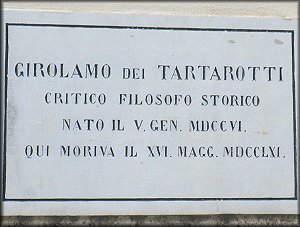 GIROLAMO DEI TARTAROTTI
CRITICO FILOSOFO STORICO
NATO IL V. GEN. MDCCVI.
QUI MORIVA IL XVI. MAGG. MDCCLXI.